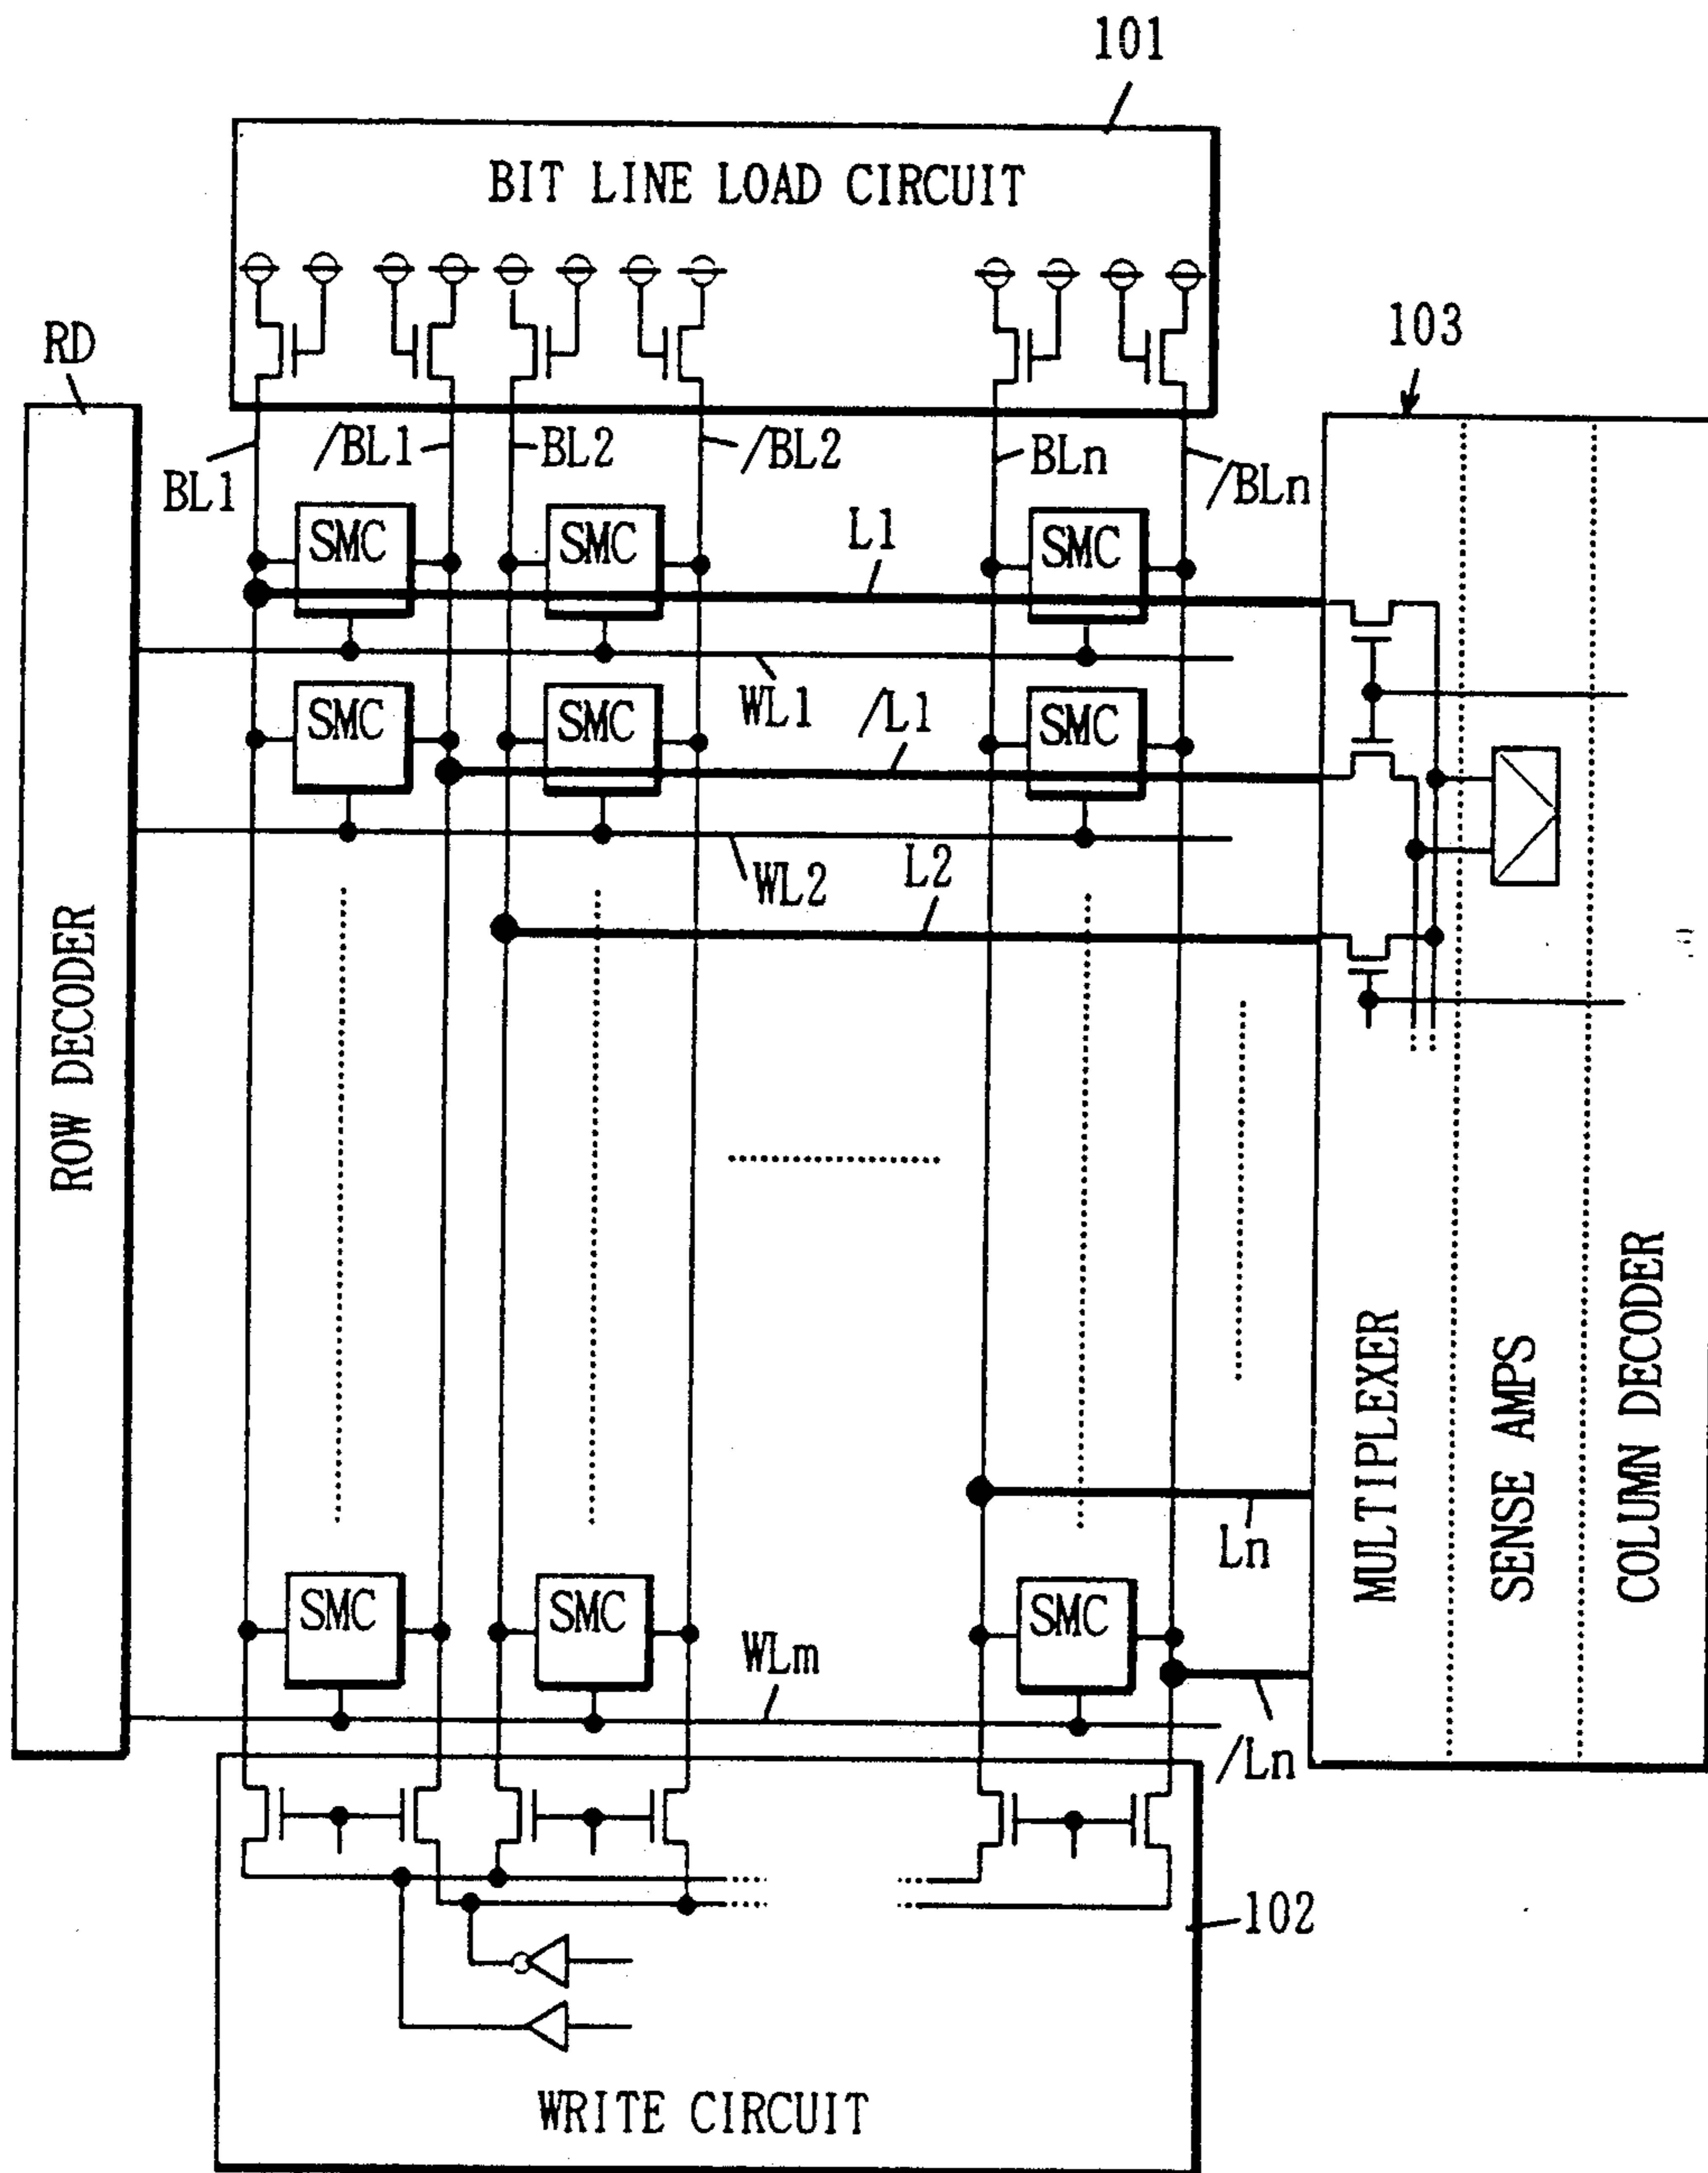 101
BIT LINE LOAD CIRCUIT
RD
103
BL1
/BL1
BL2
/BL2
BLn
/BLn
SMC
SMC
SMC
L1
WL1
SMC
SMC
SMC
/L1
WL2
L2
ROW DECODER
MULTIPLEXER
SENSE AMPS
COLUMN DECODER
Ln
SMC
SMC
SMC
WLm
/Ln
102
WRITE CIRCUIT